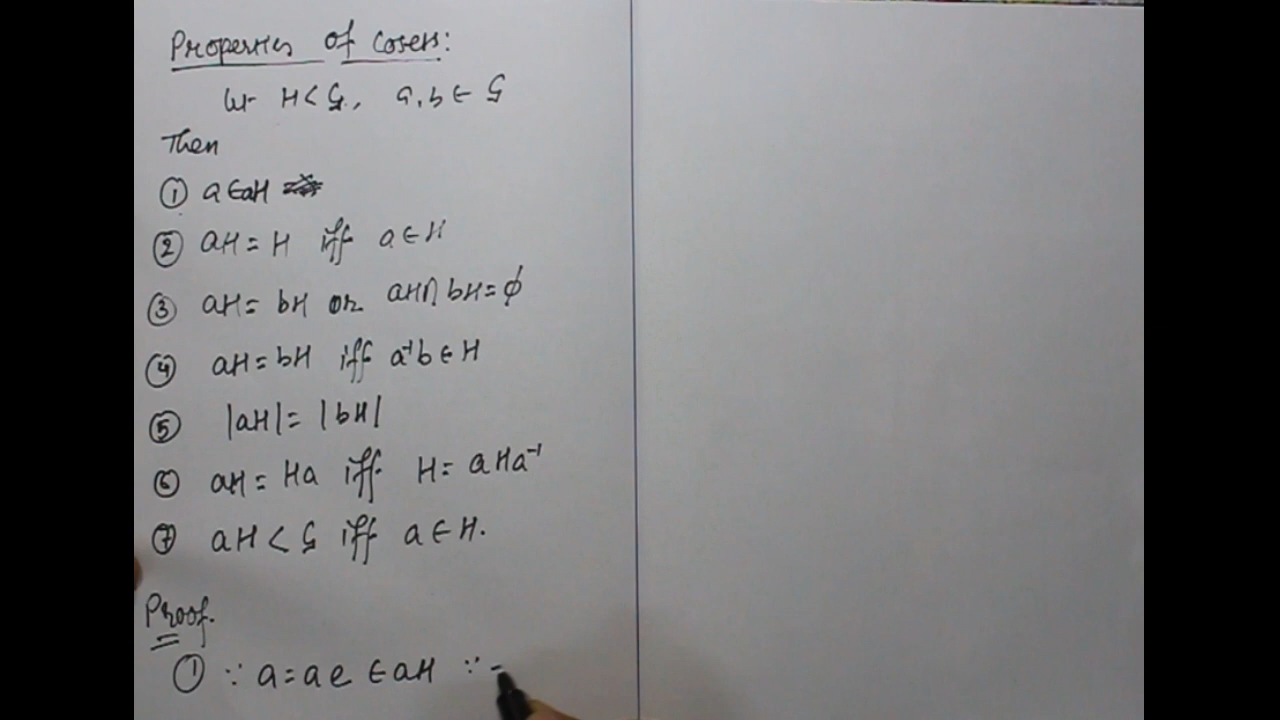 Properties of Cosets:
Let H < G, a, b ∈ G
Then
① a ∈ aH
② aH = H iff a ∈ H
③ aH = bH or aH ∩ bH = ϕ
④ aH = bH iff a⁻¹b ∈ H
⑤ |aH| = |bH|
⑥ aH = Ha iff H = aHa⁻¹
⑦ aH < G iff a ∈ H.
Proof.
① ∵ a = ae ∈ aH ∵